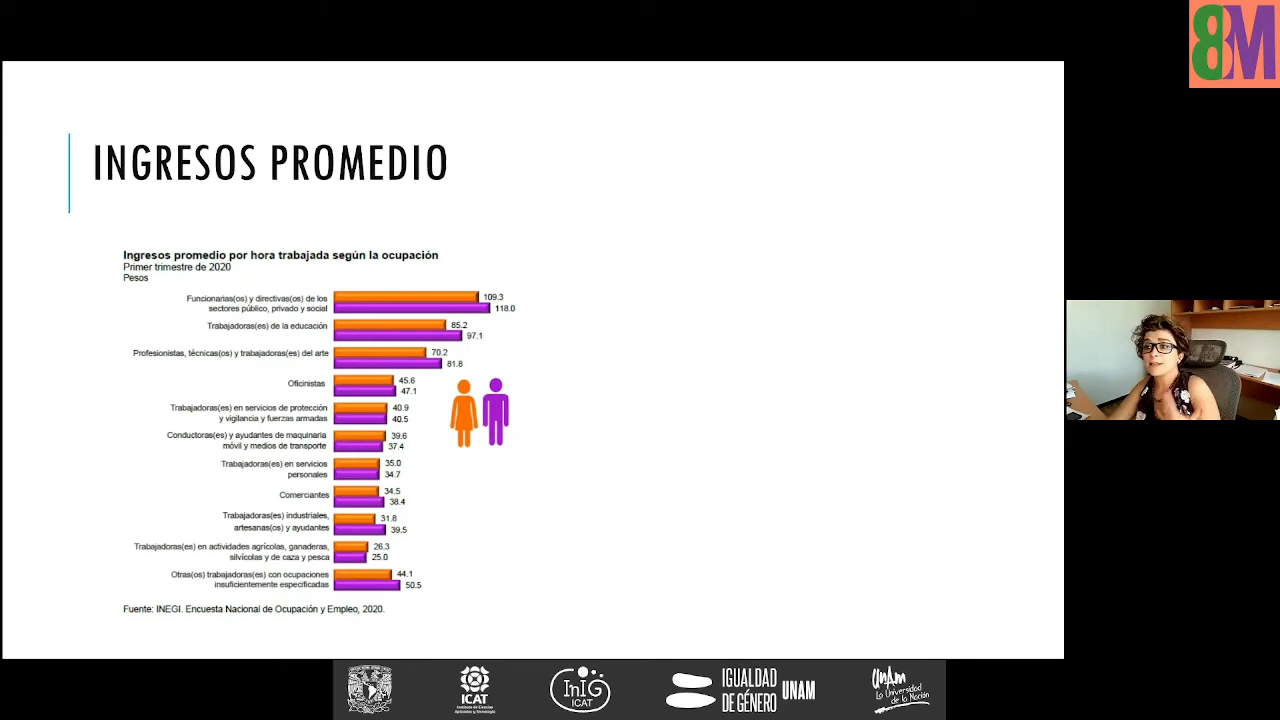 8M
INGRESOS PROMEDIO
Ingresos promedio por hora trabajada según la ocupación
Primer trimestre de 2020
Pesos
Funcionarias(os) y directivas(os) de los
sectores público, privado y social
109.3
118.0
Trabajadoras(es) de la educación
85.2
97.1
Profesionistas, técnicas(os) y trabajadoras(es) del arte
70.2
81.8
Oficinistas
45.6
47.1
Trabajadoras(es) en servicios de protección
y vigilancia y fuerzas armadas
40.9
40.5
Conductoras(es) y ayudantes de maquinaria
móvil y medios de transporte
39.6
37.4
Trabajadoras(es) en servicios
personales
35.0
34.7
Comerciantes
34.5
38.4
Trabajadoras(es) industriales,
artesanas(os) y ayudantes
31.8
39.5
Trabajadoras(es) en actividades agrícolas, ganaderas,
silvícolas y de caza y pesca
26.3
25.0
Otras(os) trabajadoras(es) con ocupaciones
insuficientemente especificadas
44.1
50.5
Fuente: INEGI. Encuesta Nacional de Ocupación y Empleo, 2020.
ICAT
Instituto de Ciencias
Aplicadas y Tecnología
InIG
ICAT
IGUALDAD
DE GÉNERO UNAM
UNAM
La Universidad
de la Nación